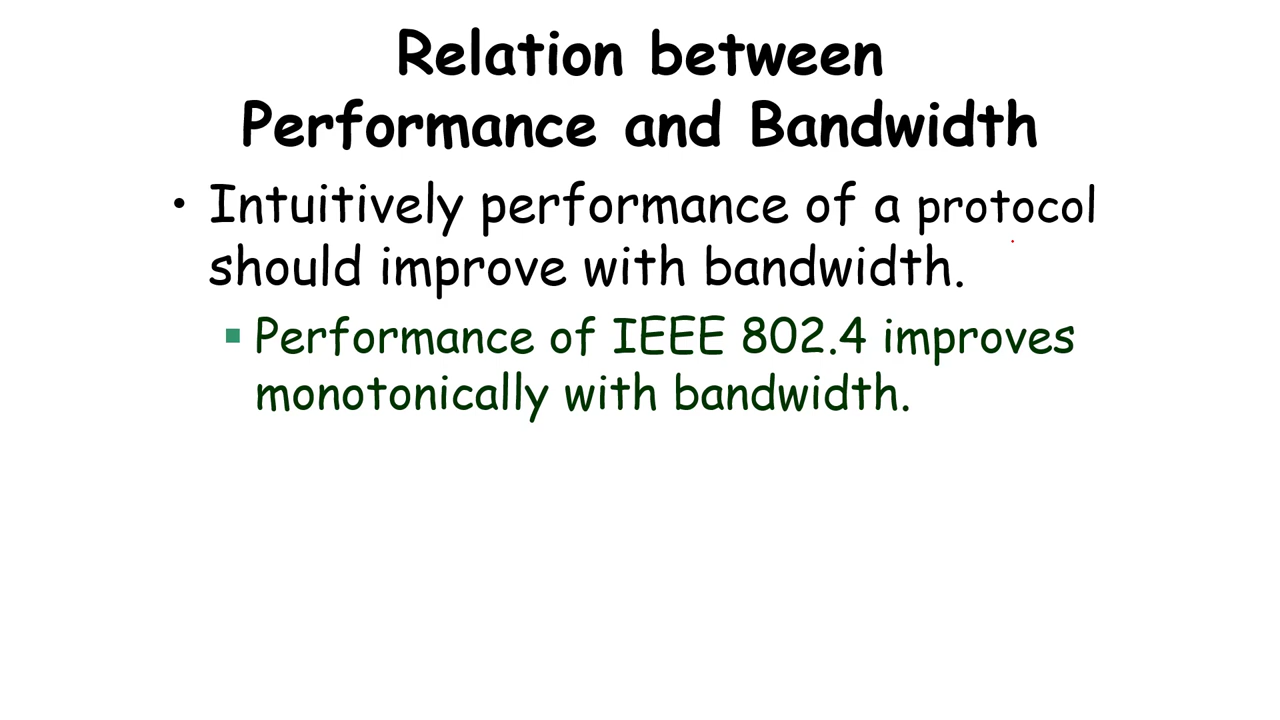 Relation between
Performance and Bandwidth
• Intuitively performance of a protocol
should improve with bandwidth.
▪ Performance of IEEE 802.4 improves
monotonically with bandwidth.